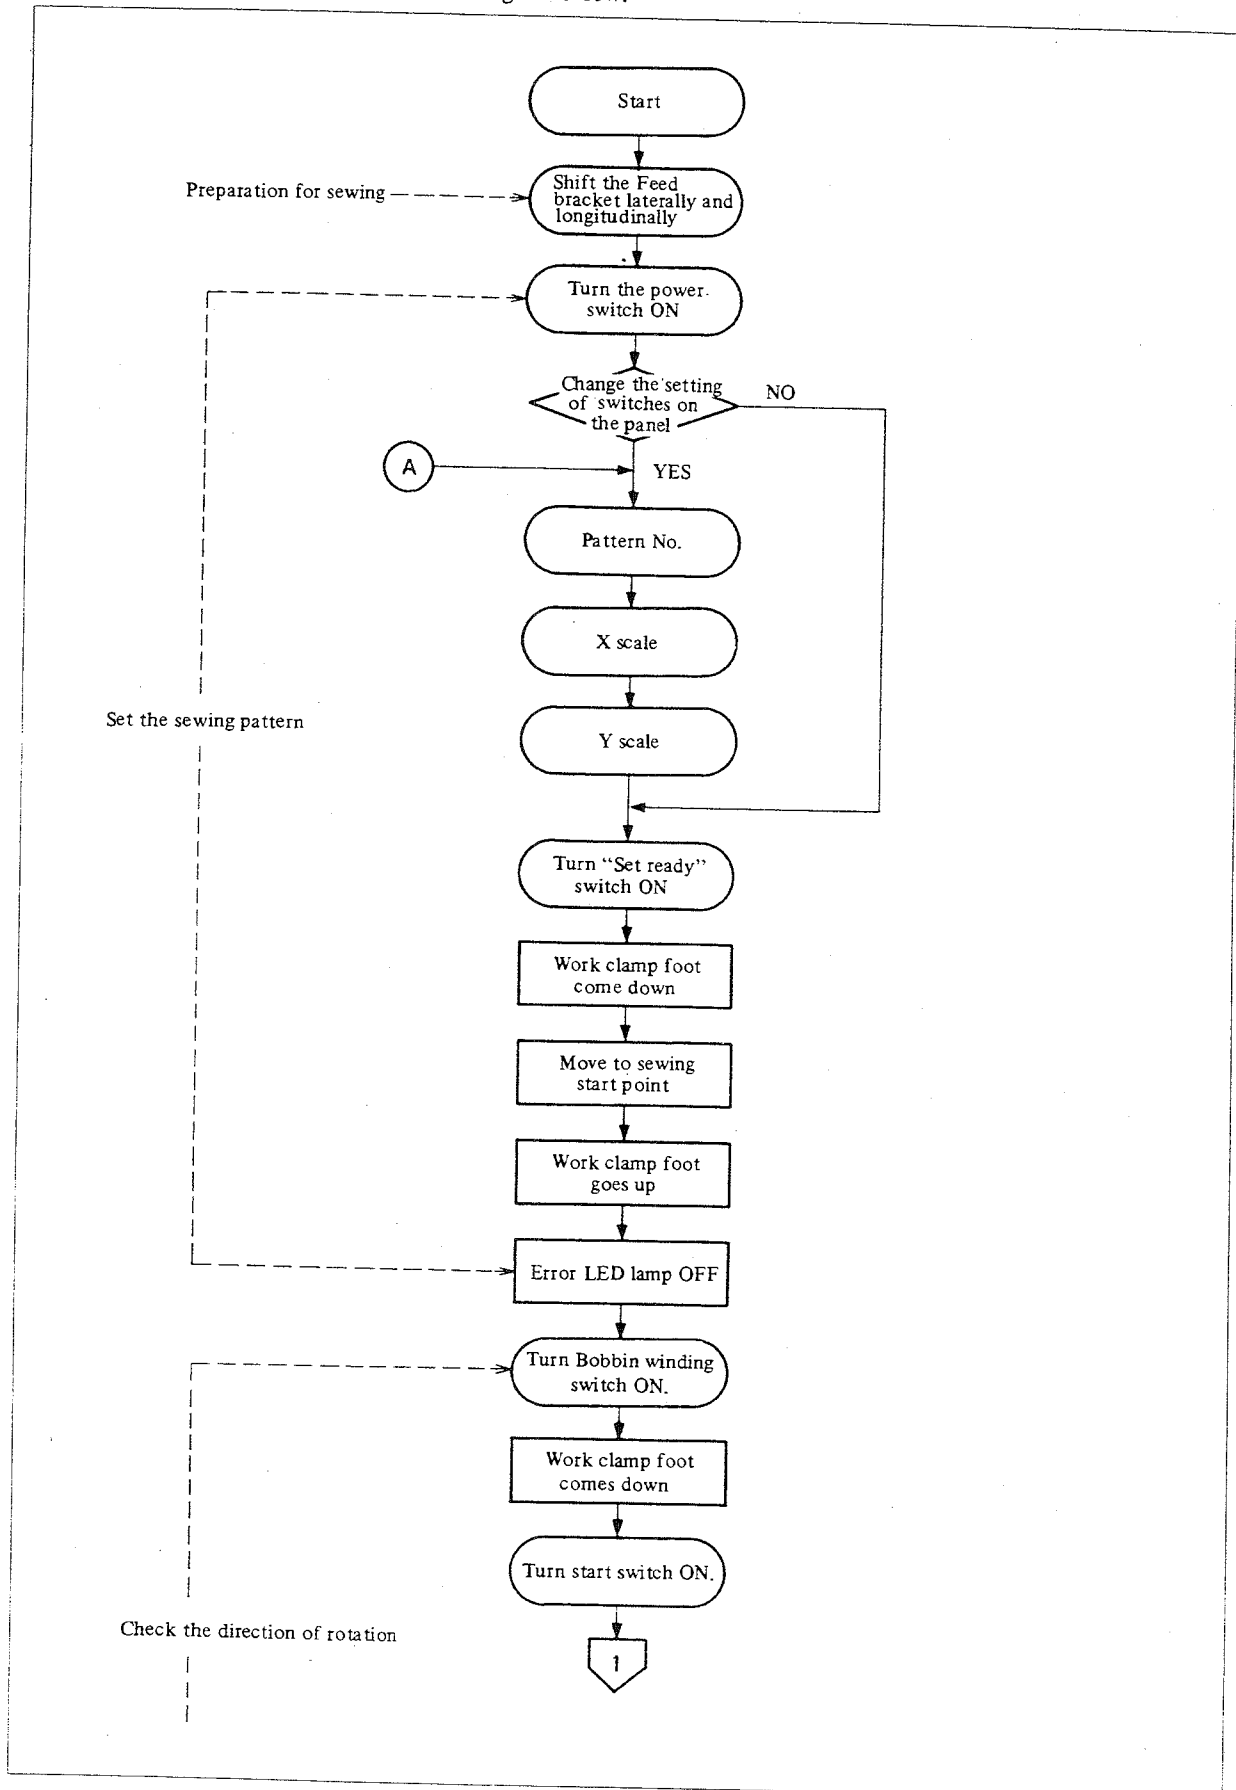 Start
Preparation for sewing
Shift the Feed
bracket laterally and
longitudinally
Turn the power
switch ON
Change the setting
of switches on
the panel
NO
A
YES
Pattern No.
X scale
Set the sewing pattern
Y scale
Turn “Set ready”
switch ON
Work clamp foot
come down
Move to sewing
start point
Work clamp foot
goes up
Error LED lamp OFF
Turn Bobbin winding
switch ON.
Work clamp foot
comes down
Turn start switch ON.
Check the direction of rotation
1